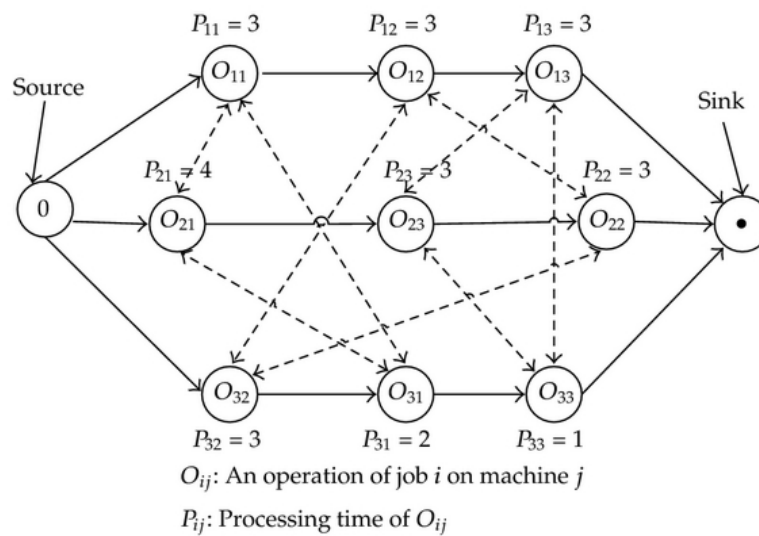 P₁₁ = 3 P₁₂ = 3 P₁₃ = 3
O₁₁ O₁₂ O₁₃
Source Sink
P₂₁ = 4 P₂₃ = 3 P₂₂ = 3
0 O₂₁ O₂₃ O₂₂
O₃₂ O₃₁ O₃₃
P₃₂ = 3 P₃₁ = 2 P₃₃ = 1
Oᵢⱼ: An operation of job i on machine j
Pᵢⱼ: Processing time of Oᵢⱼ